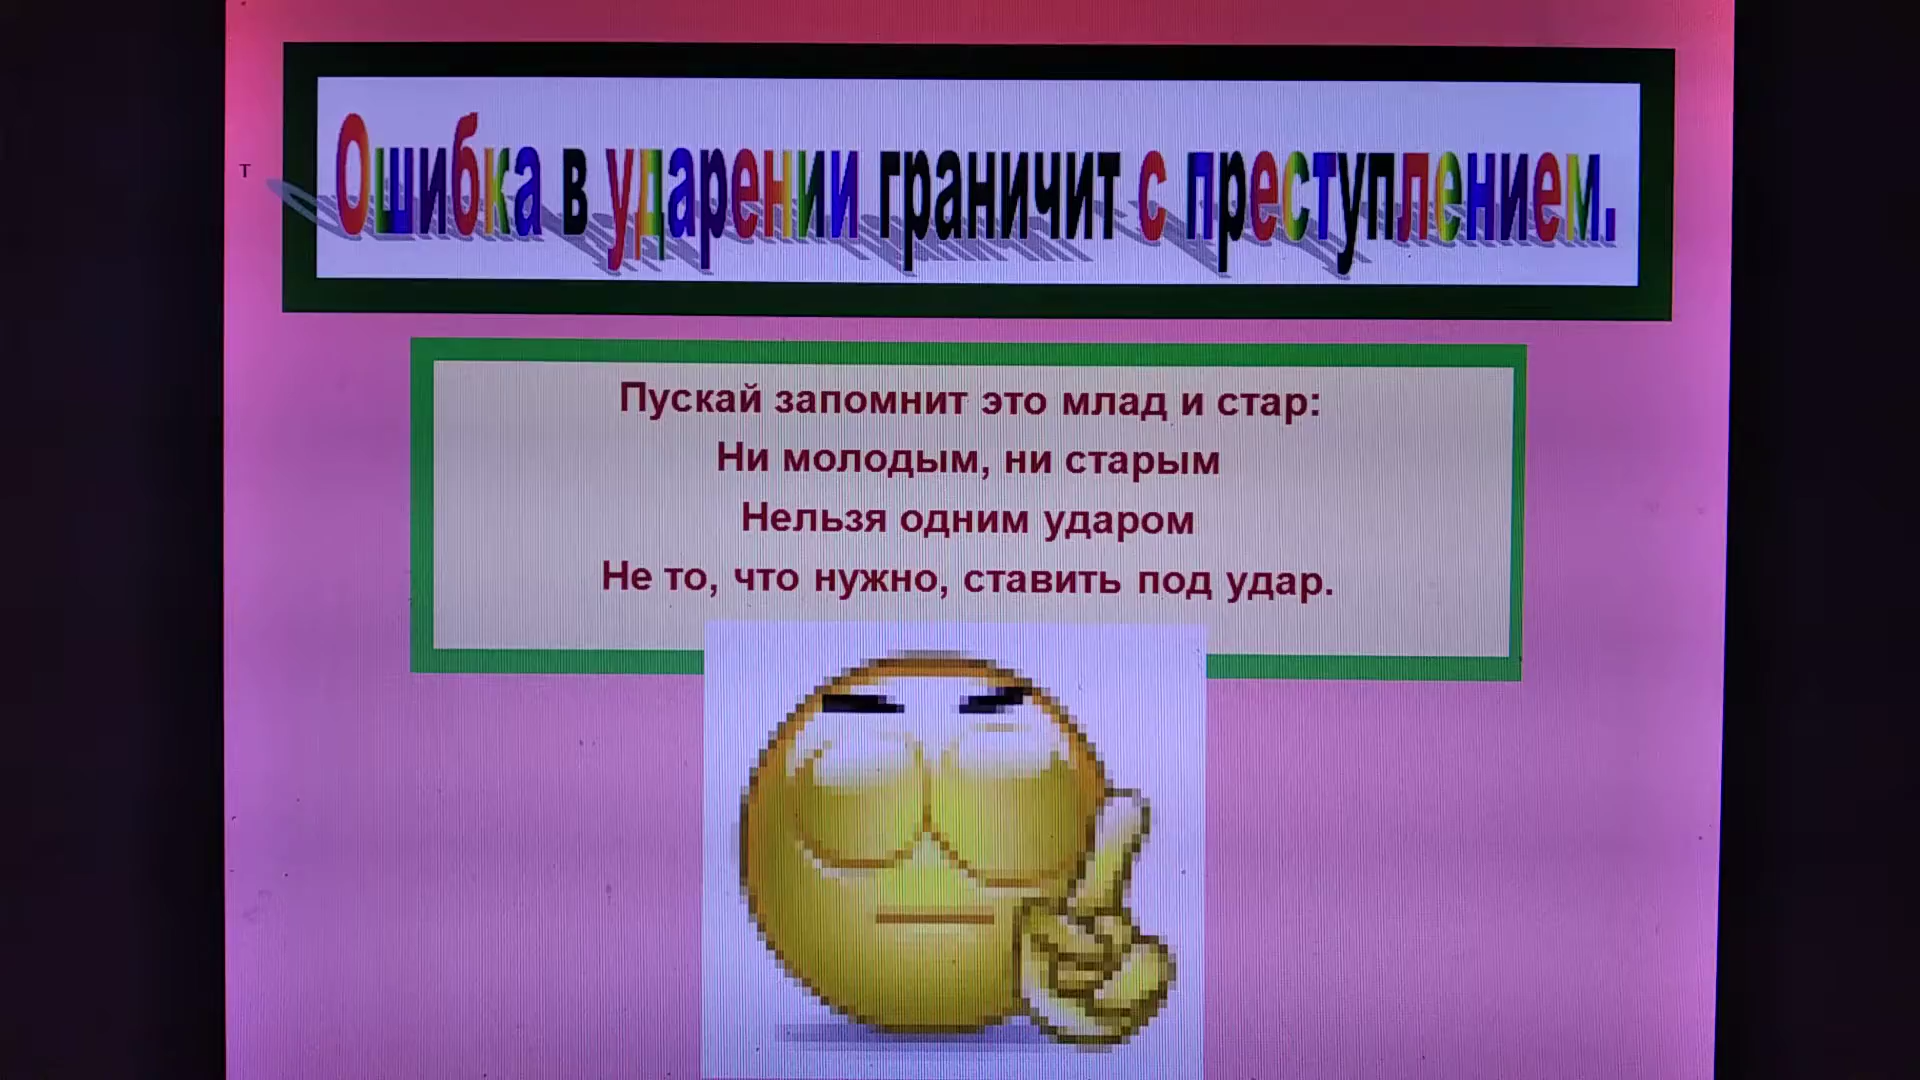 Ошибка в ударении граничит с преступлением.
т
Пускай запомнит это млад и стар:
Ни молодым, ни старым
Нельзя одним ударом
Не то, что нужно, ставить под удар.